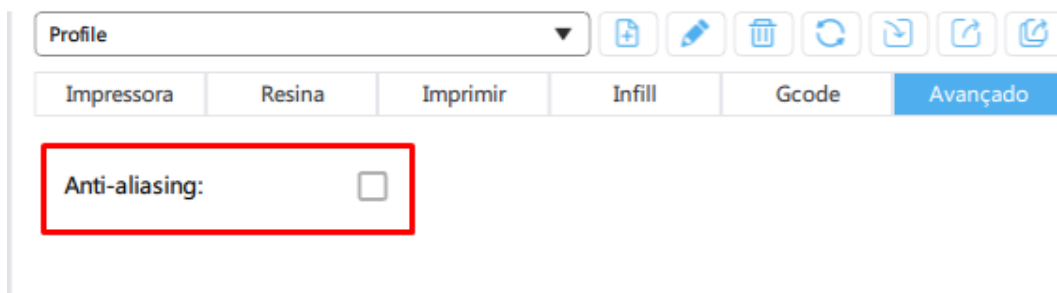 Profile
Impressora Resina Imprimir Infill Gcode Avançado
Anti-aliasing: